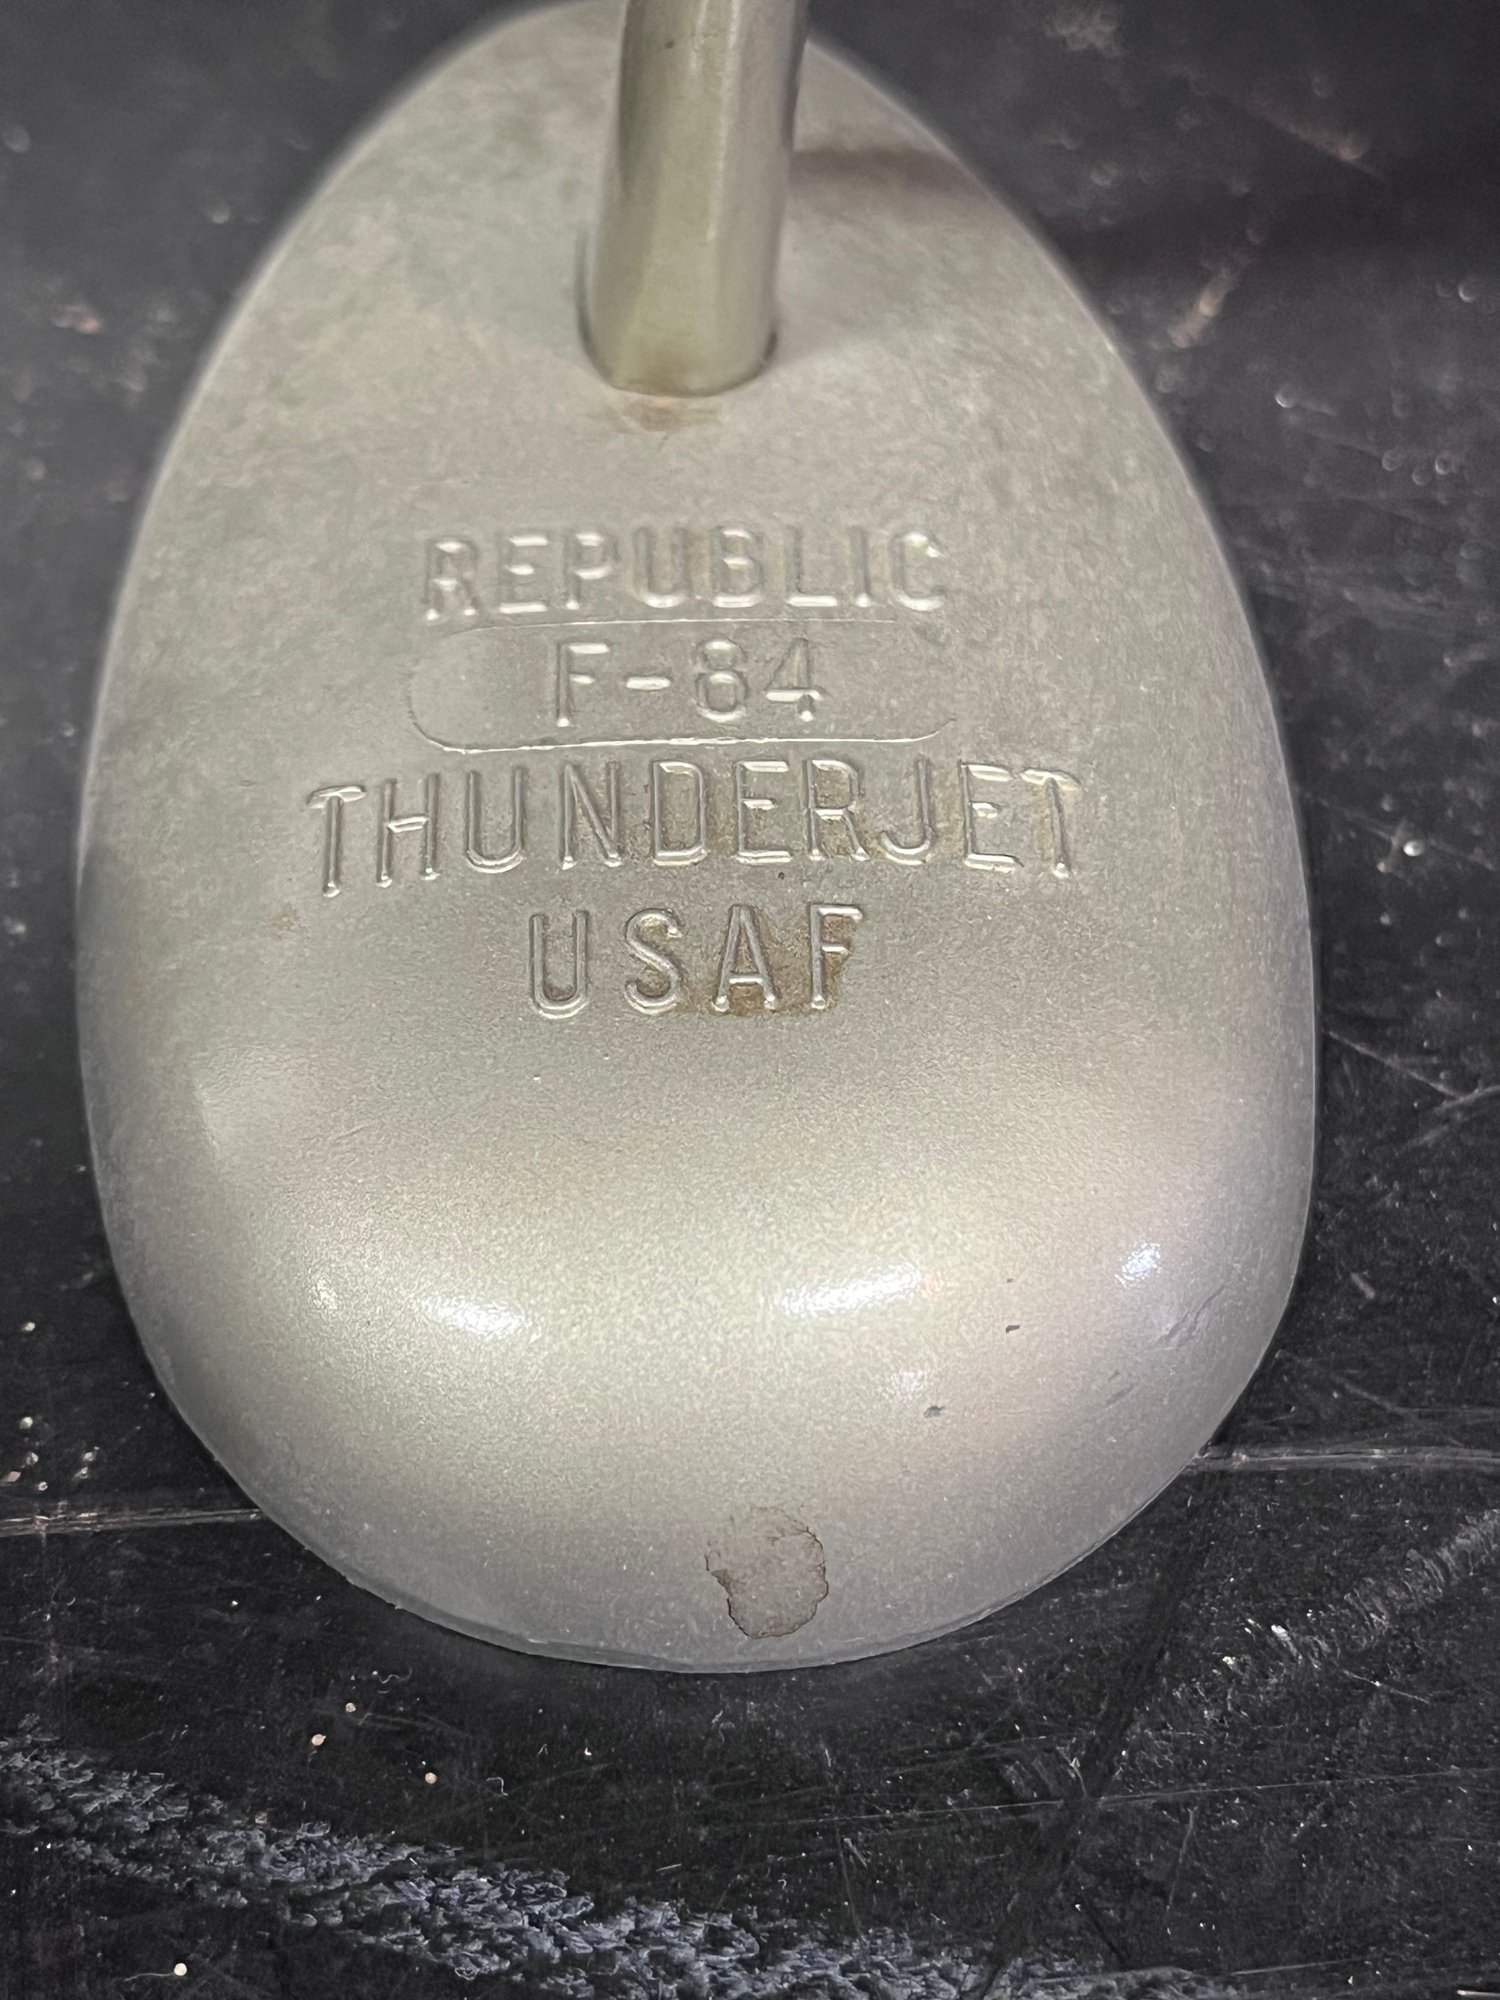 REPUBLIC
F-84
THUNDERJET
USAF